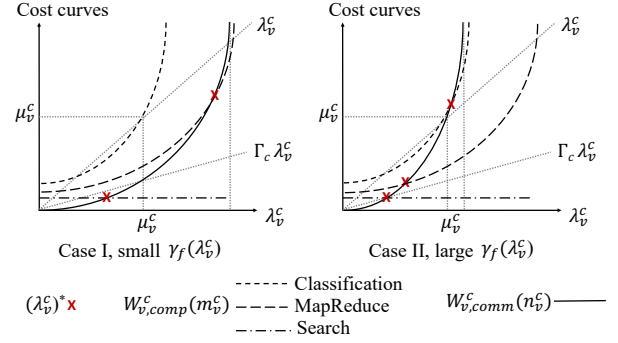 Cost curves
λ_v^c
μ_v^c
Γ_c λ_v^c
μ_v^c
λ_v^c
Case I, small γ_f(λ_v^c)
Cost curves
λ_v^c
μ_v^c
Γ_c λ_v^c
μ_v^c
λ_v^c
Case II, large γ_f(λ_v^c)
(λ_v^c)* x
W_{v,comp}^c(m_v^c)
Classification
MapReduce
Search
W_{v,comm}^c(n_v^c)